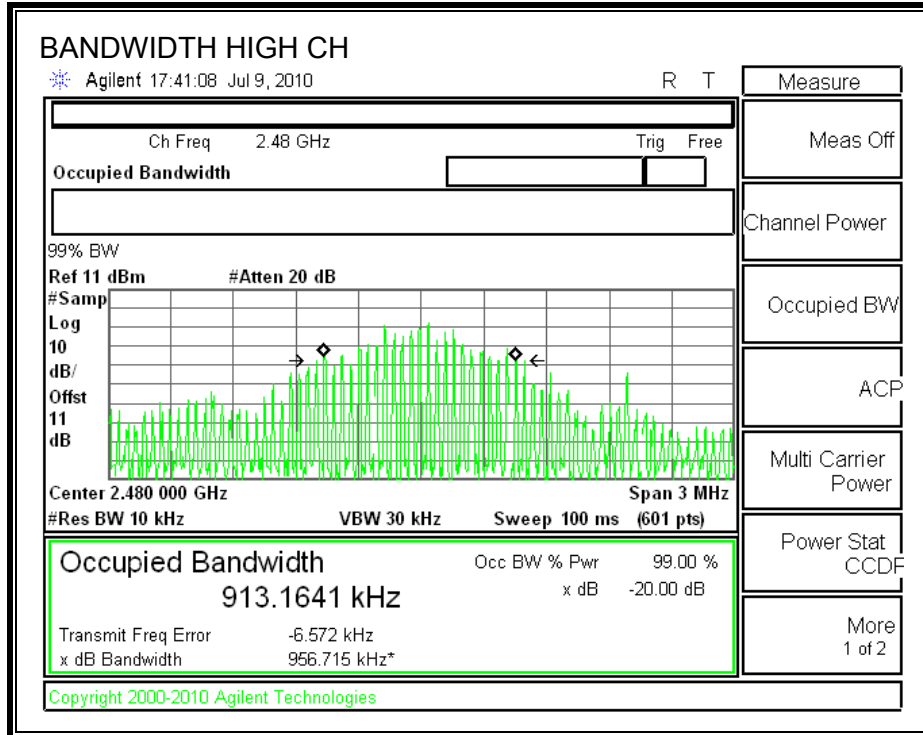 BANDWIDTH HIGH CH
Agilent 17:41:08 Jul 9, 2010 R T
Measure
Ch Freq 2.48 GHz Trig Free
Meas Off
Occupied Bandwidth
Channel Power
99% BW
Ref 11 dBm #Atten 20 dB
#Samp
Log
10
dB/
Offst
11
dB
Occupied BW
ACP
Multi Carrier
Power
Center 2.480 000 GHz Span 3 MHz
#Res BW 10 kHz VBW 30 kHz Sweep 100 ms (601 pts)
Power Stat
CCDF
Occupied Bandwidth Occ BW % Pwr 99.00 %
913.1641 kHz x dB -20.00 dB
Transmit Freq Error -6.572 kHz
x dB Bandwidth 956.715 kHz*
More
1 of 2
Copyright 2000-2010 Agilent Technologies